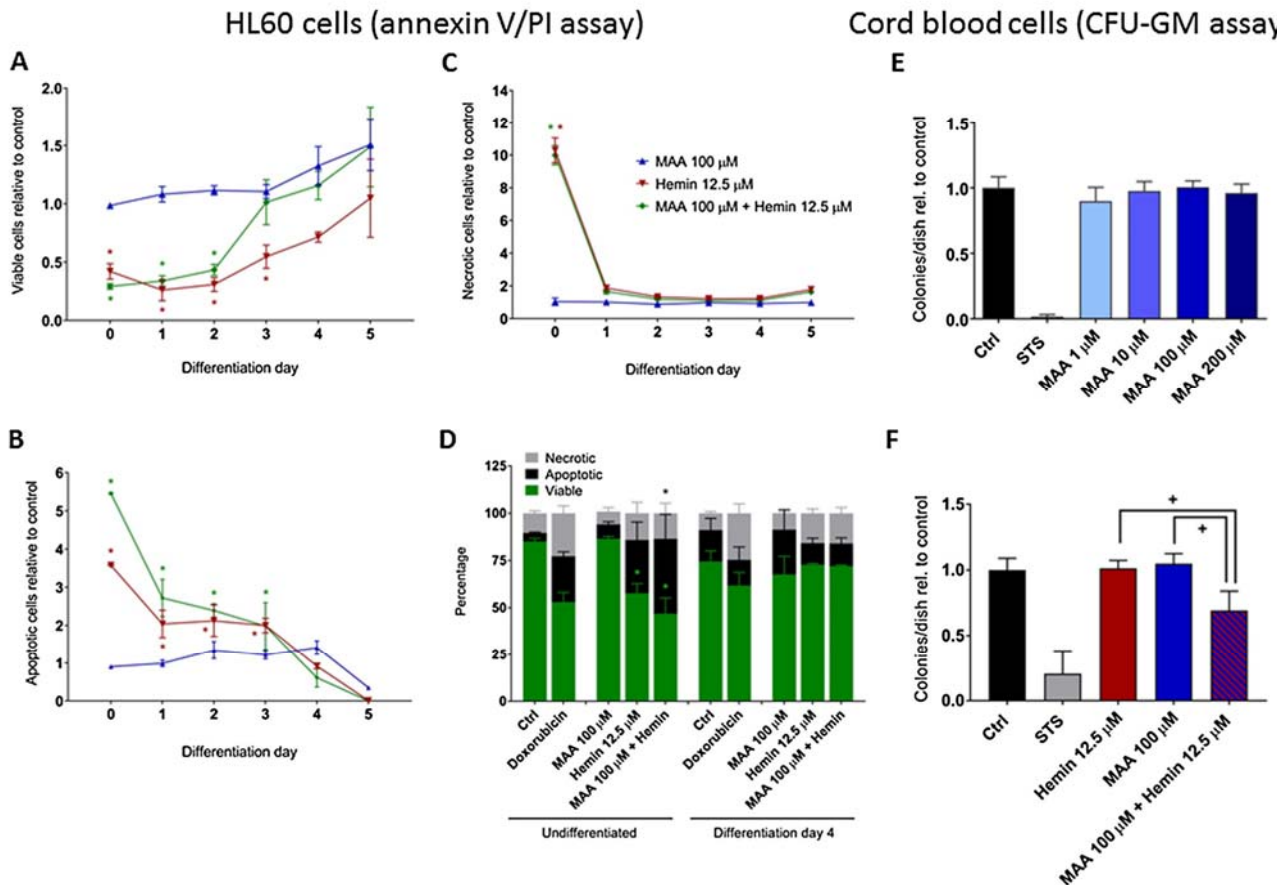 HL60 cells (annexin V/PI assay)
Cord blood cells (CFU-GM assay
A
Viable cells relative to control
2.0
1.5
1.0
0.5
0.0
0 1 2 3 4 5
Differentiation day
C
Necrotic cells relative to control
14
12
10
8
6
4
2
0
* *
MAA 100 μM
Hemin 12.5 μM
MAA 100 μM + Hemin 12.5 μM
0 1 2 3 4 5
Differentiation day
E
Colonies/dish rel. to control
1.5
1.0
0.5
0.0
Ctrl
STS
MAA 1 μM
MAA 10 μM
MAA 100 μM
MAA 200 μM
B
Apoptotic cells relative to control
6
5
4
3
2
1
0
0 1 2 3 4 5
Differentiation day
D
Necrotic
Apoptotic
Viable
Percentage
125
100
75
50
25
0
Ctrl
Doxorubicin
MAA 100 μM
Hemin 12.5 μM
MAA 100 μM + Hemin
Ctrl
Doxorubicin
MAA 100 μM
Hemin 12.5 μM
MAA 100 μM + Hemin
Undifferentiated
Differentiation day 4
F
Colonies/dish rel. to control
1.5
1.0
0.5
0.0
+
+
Ctrl
STS
Hemin 12.5 μM
MAA 100 μM
MAA 100 μM + Hemin 12.5 μM